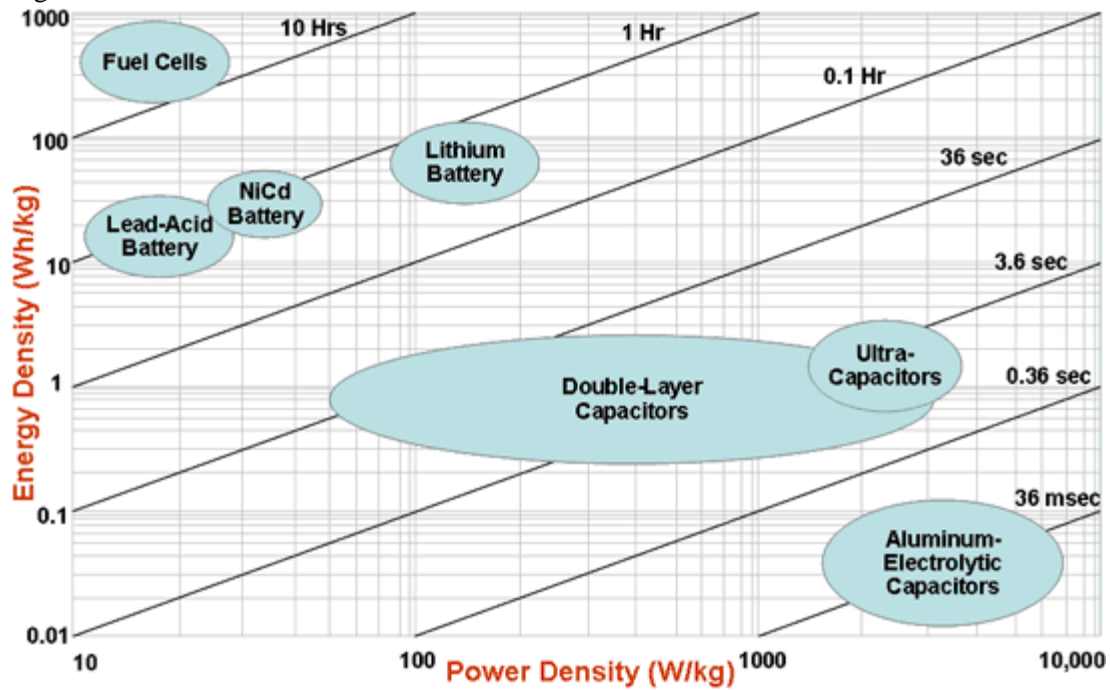 1000
10 Hrs
1 Hr
Fuel Cells
0.1 Hr
100
Lithium
Battery
36 sec
NiCd
Battery
Lead-Acid
Battery
10
3.6 sec
Ultra-
Capacitors
Double-Layer
Capacitors
1
0.36 sec
0.1
36 msec
Aluminum-
Electrolytic
Capacitors
0.01
10
100
1000
10,000
Energy Density (Wh/kg)
Power Density (W/kg)